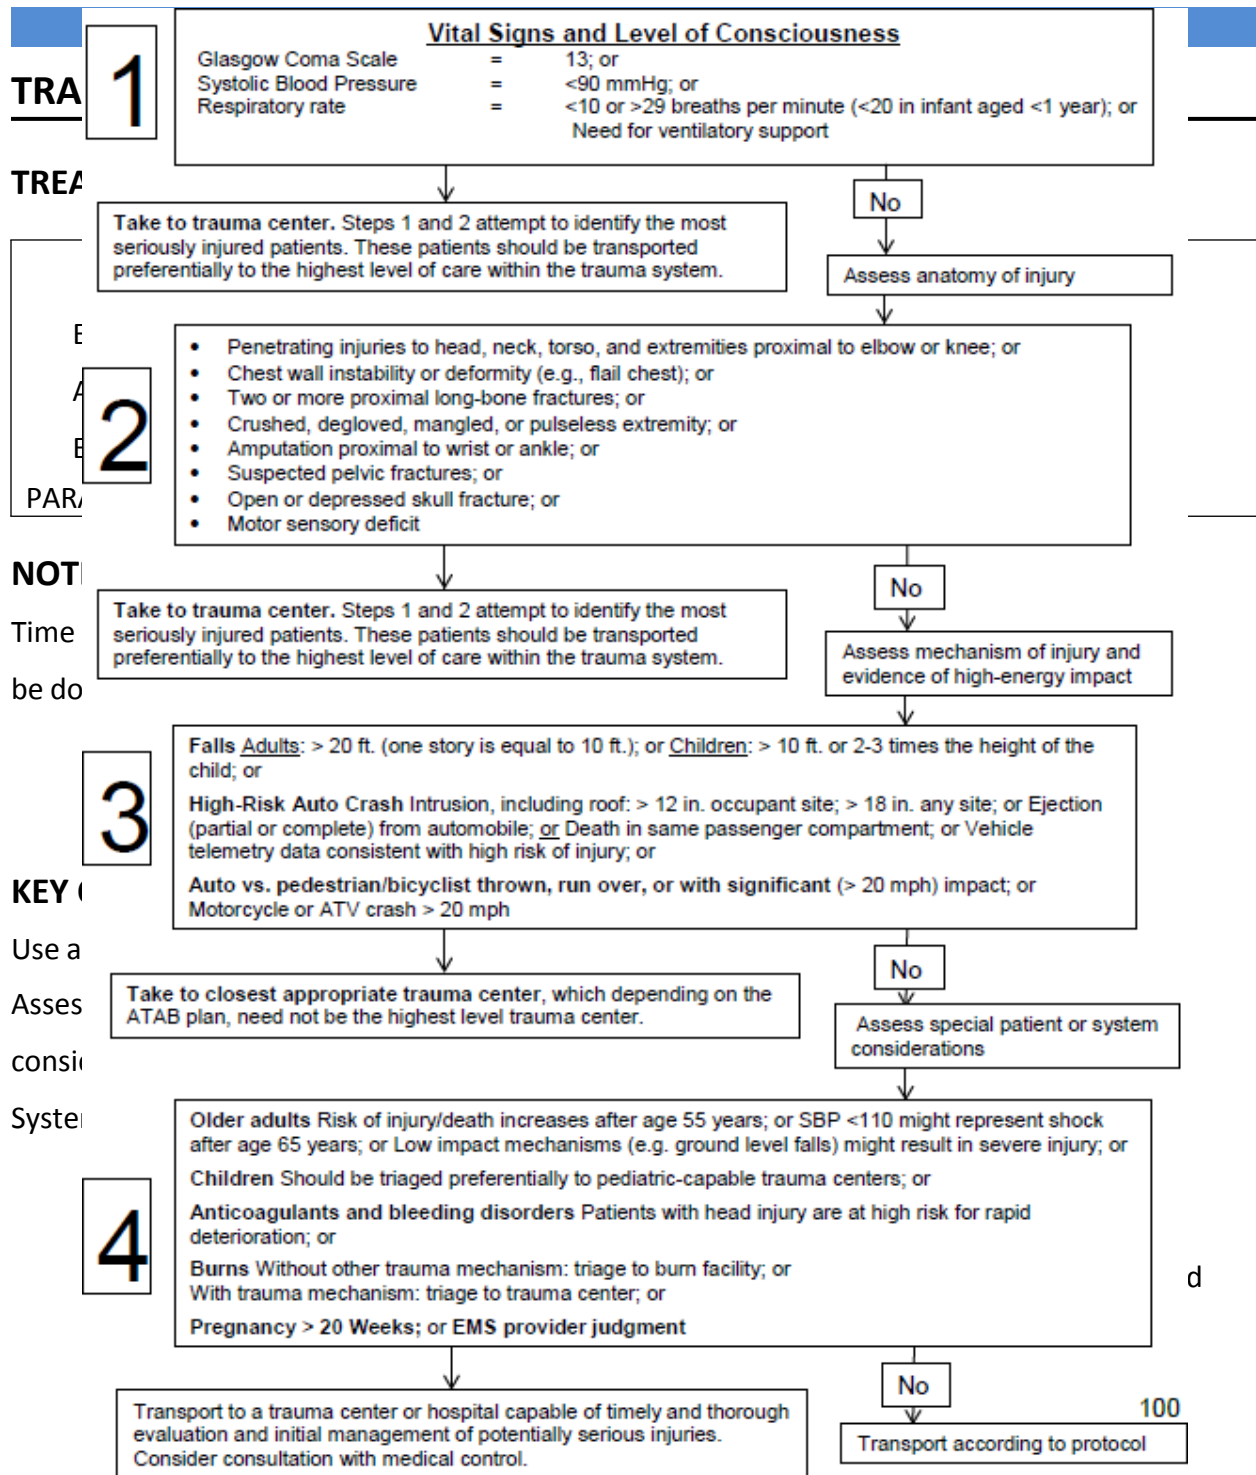 1
Vital Signs and Level of Consciousness
Glasgow Coma Scale = 13; or
Systolic Blood Pressure = <90 mmHg; or
Respiratory rate = <10 or >29 breaths per minute (<20 in infant aged <1 year); or
Need for ventilatory support
TRA
TREA
No
Take to trauma center. Steps 1 and 2 attempt to identify the most
seriously injured patients. These patients should be transported
preferentially to the highest level of care within the trauma system.
Assess anatomy of injury
2
• Penetrating injuries to head, neck, torso, and extremities proximal to elbow or knee; or
• Chest wall instability or deformity (e.g., flail chest); or
• Two or more proximal long-bone fractures; or
• Crushed, degloved, mangled, or pulseless extremity; or
• Amputation proximal to wrist or ankle; or
• Suspected pelvic fractures; or
• Open or depressed skull fracture; or
• Motor sensory deficit
PARA
NOT
No
Take to trauma center. Steps 1 and 2 attempt to identify the most
seriously injured patients. These patients should be transported
preferentially to the highest level of care within the trauma system.
Time
be do
Assess mechanism of injury and
evidence of high-energy impact
3
Falls Adults: > 20 ft. (one story is equal to 10 ft.); or Children: > 10 ft. or 2-3 times the height of the
child; or
High-Risk Auto Crash Intrusion, including roof: > 12 in. occupant site; > 18 in. any site; or Ejection
(partial or complete) from automobile; or Death in same passenger compartment; or Vehicle
telemetry data consistent with high risk of injury; or
Auto vs. pedestrian/bicyclist thrown, run over, or with significant (> 20 mph) impact; or
Motorcycle or ATV crash > 20 mph
KEY
Use a
Asses
consi
Syste
No
Take to closest appropriate trauma center, which depending on the
ATAB plan, need not be the highest level trauma center.
Assess special patient or system
considerations
4
Older adults Risk of injury/death increases after age 55 years; or SBP <110 might represent shock
after age 65 years; or Low impact mechanisms (e.g. ground level falls) might result in severe injury; or
Children Should be triaged preferentially to pediatric-capable trauma centers; or
Anticoagulants and bleeding disorders Patients with head injury are at high risk for rapid
deterioration; or
Burns Without other trauma mechanism: triage to burn facility; or
With trauma mechanism: triage to trauma center; or
Pregnancy > 20 Weeks; or EMS provider judgment
d
No
Transport to a trauma center or hospital capable of timely and thorough
evaluation and initial management of potentially serious injuries.
Consider consultation with medical control.
100
Transport according to protocol